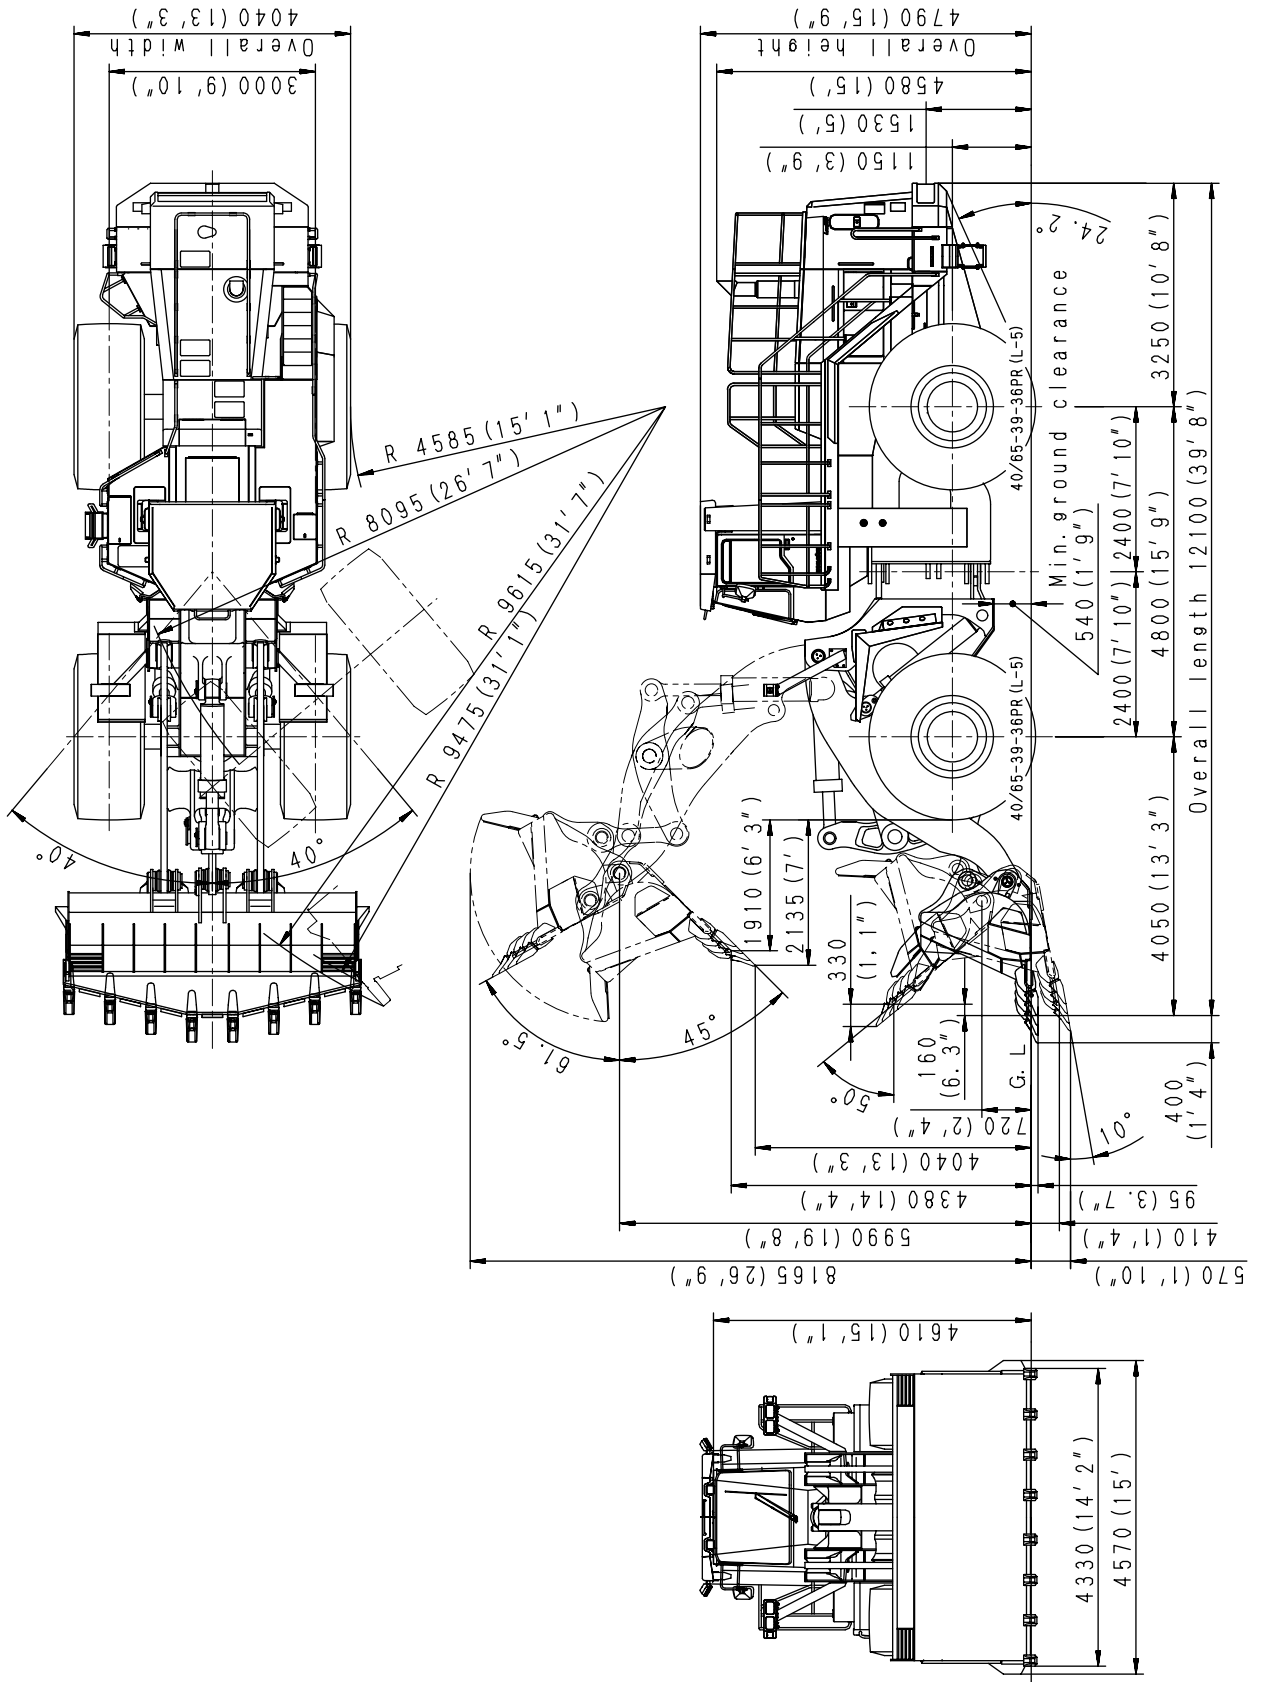 4040 (13' 3")
Overall width
3000 (9' 10")
4790 (15' 9")
Overall height
4580 (15')
1530 (5')
1150 (3' 9")
24.2°
Min. ground clearance
540 (1' 9")
3250 (10' 8")
2400 (7' 10")
2400 (7' 10")
4800 (15' 9")
Overall length 12100 (39' 8")
4050 (13' 3")
400
(1' 4")
40/65-39-36PR (L-5)
40/65-39-36PR (L-5)
R 4585 (15' 1")
R 8095 (26' 7")
R 9615 (31' 7")
R 9475 (31' 1")
40°
40°
1910 (6' 3")
2135 (7')
330
(1, 1")
160
(6.3")
G. L
61.5°
45°
50°
10°
720 (2' 4")
4040 (13' 3")
4380 (14' 4")
5990 (19' 8")
8165 (26' 9")
95 (3.7")
410 (1' 4")
570 (1' 10")
4610 (15' 1")
4330 (14' 2")
4570 (15')